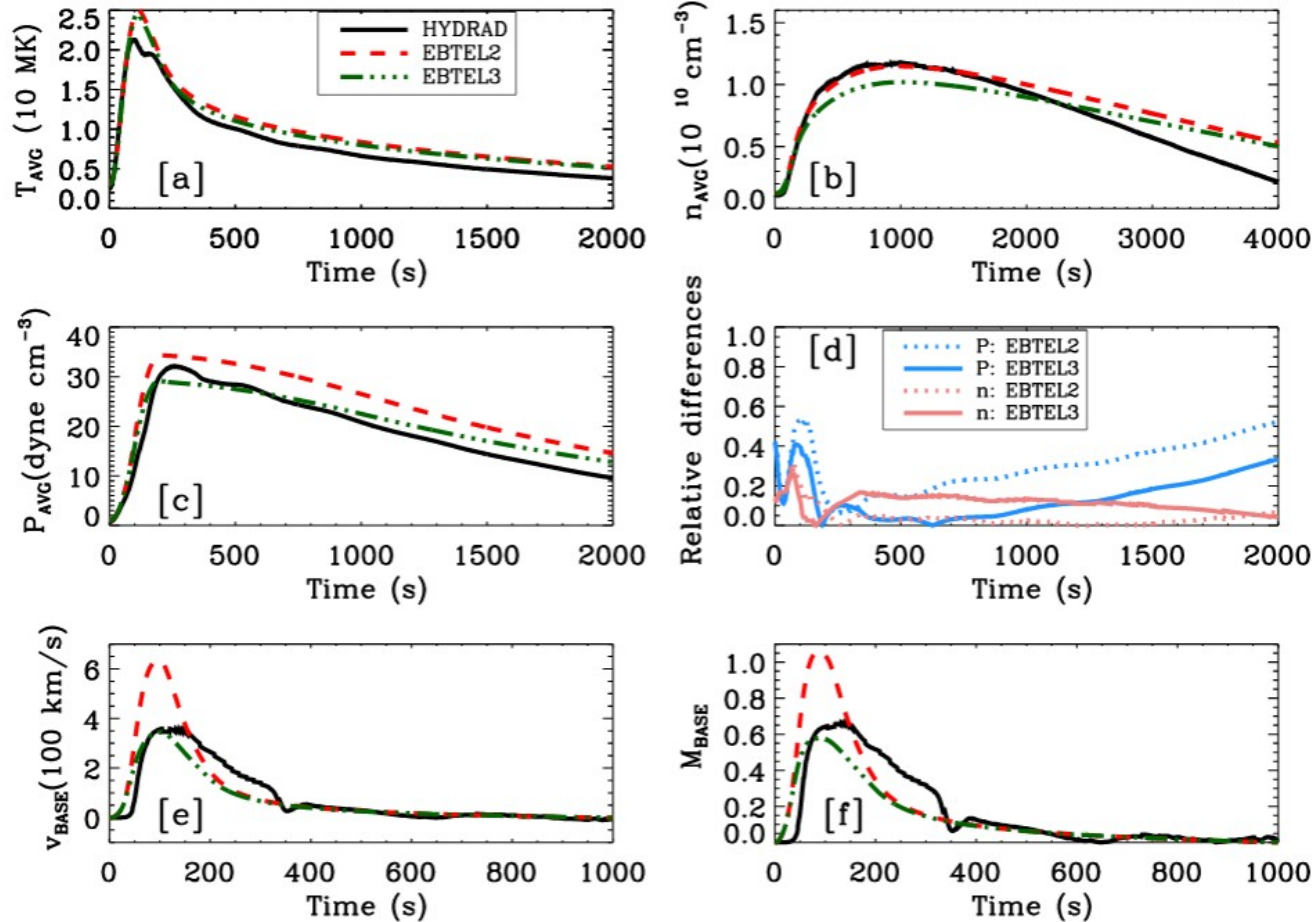 T_AVG (10 MK)
2.5
2.0
1.5
1.0
0.5
0.0
HYDRAD
EBTEL2
EBTEL3
[a]
0 500 1000 1500 2000
Time (s)
n_AVG(10 ^10 cm^-3)
1.5
1.0
0.5
0.0
[b]
0 1000 2000 3000 4000
Time (s)
P_AVG(dyne cm^-3)
40
30
20
10
0
[c]
0 500 1000 1500 2000
Time (s)
Relative differences
1.0
0.8
0.6
0.4
0.2
0.0
[d]
P: EBTEL2
P: EBTEL3
n: EBTEL2
n: EBTEL3
0 500 1000 1500 2000
Time (s)
v_BASE(100 km/s)
6
4
2
0
[e]
0 200 400 600 800 1000
Time (s)
M_BASE
1.0
0.8
0.6
0.4
0.2
0.0
[f]
0 200 400 600 800 1000
Time (s)